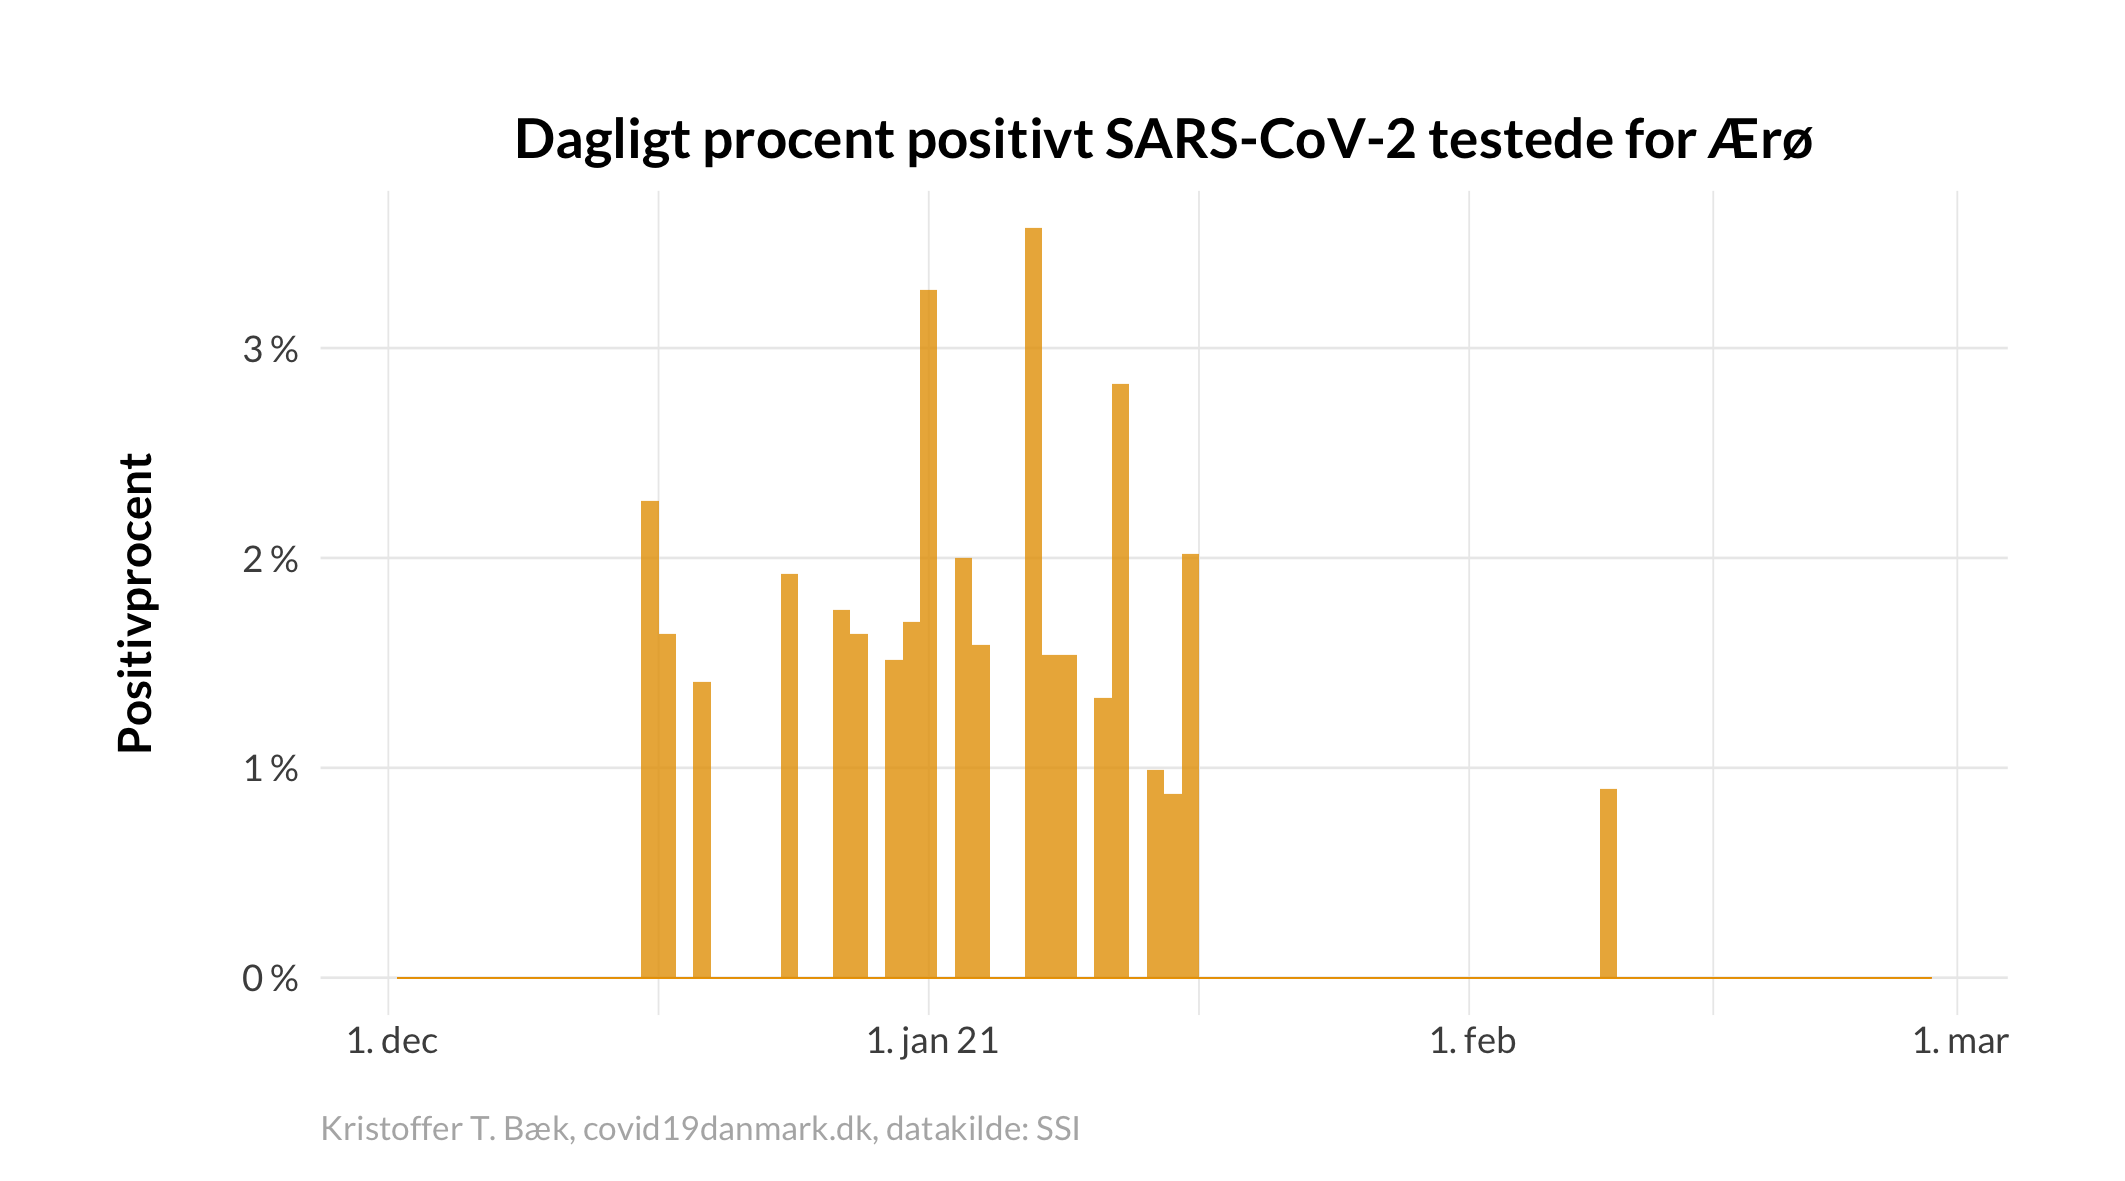 Dagligt procent positivt SARS-CoV-2 testede for Ærø
Positivprocent
3 %
2 %
1 %
0 %
1. dec
1. jan 21
1. feb
1. mar
Kristoffer T. Bæk, covid19danmark.dk, datakilde: SSI